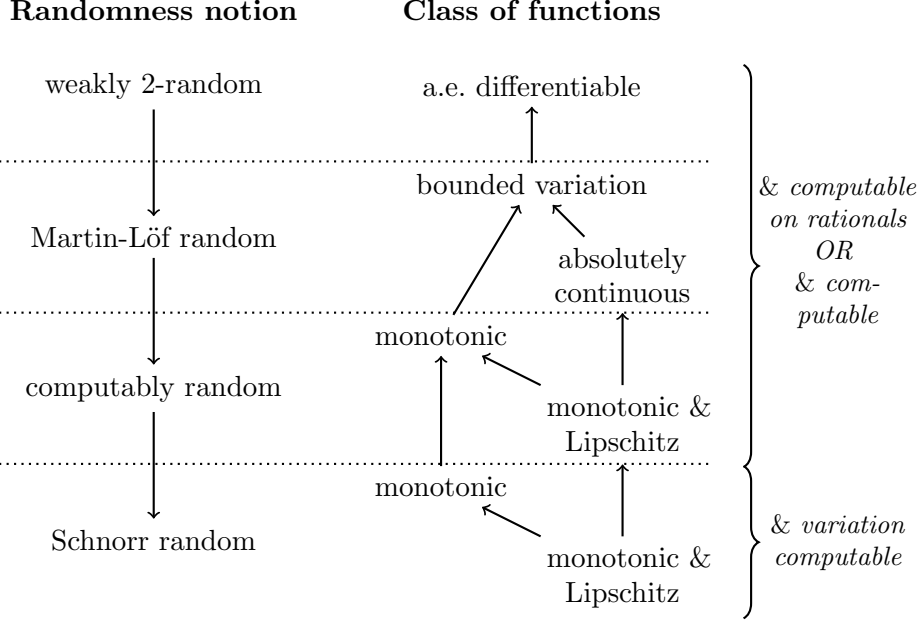 Randomness notion
Class of functions
weakly 2-random
a.e. differentiable
bounded variation
Martin-Löf random
absolutely
continuous
monotonic
computably random
monotonic &
Lipschitz
monotonic
Schnorr random
monotonic &
Lipschitz
& computable
on rationals
OR
& com-
putable
& variation
computable